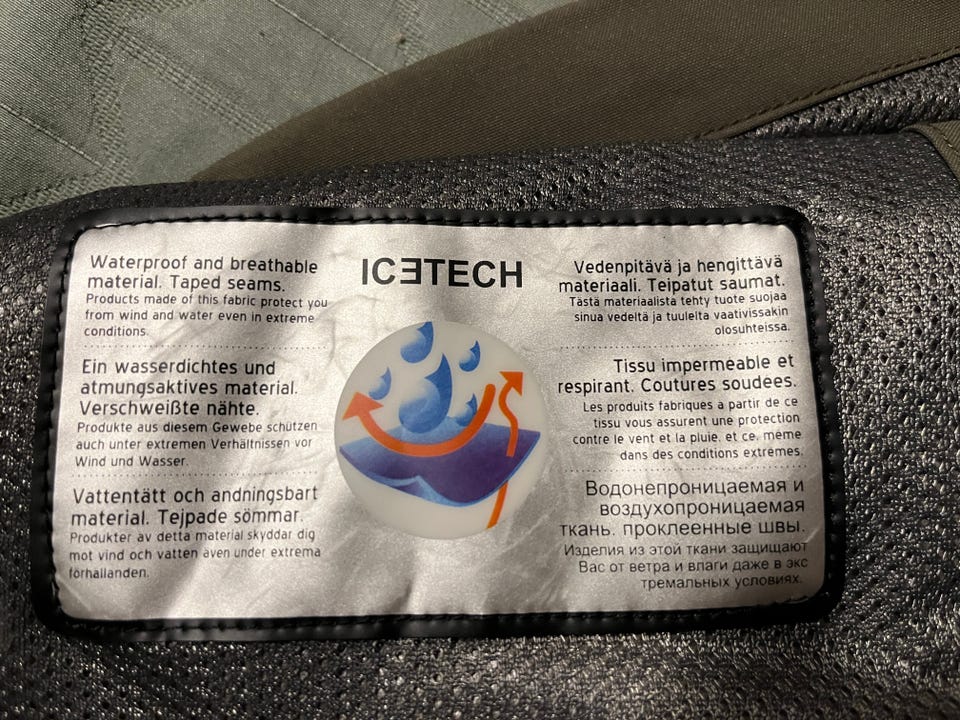 Waterproof and breathable
material. Taped seams.
Products made of this fabric protect you
from wind and water even in extreme
conditions.
Ein wasserdichtes und
atmungsaktives material.
Verschweißte nähte.
Produkte aus diesem Gewebe schützen
auch unter extremen Verhältnissen vor
Wind und Wasser.
Vattentätt och andningsbart
material. Tejpade sömmar.
Produkter av detta material skyddar dig
mot vind och vatten även under extrema
förhallanden.
ICƎTECH
Vedenpitävä ja hengittävä
materiaali. Teipatut saumat.
Tästä materiaalista tehty tuote suojaa
sinua vedeltä ja tuulelta vaativissakin
olosuhteissa.
Tissu impermeable et
respirant. Coutures soudées.
Les produits fabriques a partir de ce
tissu vous assurent une protection
contre le vent et la pluie, et ce, meme
dans des conditions extrêmes.
Водонепроницаемая и
воздухопроницаемая
ткань. проклеенные швы.
Изделия из этой ткани защищают
Вас от ветра и влаги даже в экс
тремальных условиях.